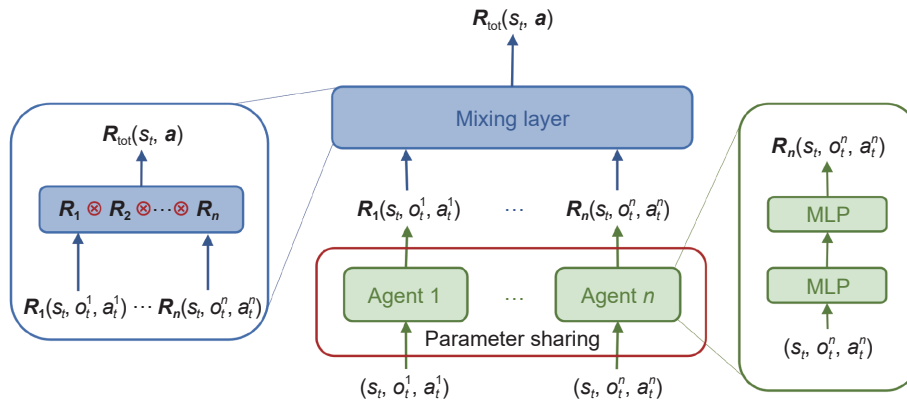 R_tot(s_t, a)
Mixing layer
R_1(s_t, o_t^1, a_t^1) ... R_n(s_t, o_t^n, a_t^n)
Agent 1 ... Agent n
Parameter sharing
(s_t, o_t^1, a_t^1) (s_t, o_t^n, a_t^n)
R_tot(s_t, a)
R_1 ⊗ R_2 ⊗ ⋯ ⊗ R_n
R_1(s_t, o_t^1, a_t^1) ⋯ R_n(s_t, o_t^n, a_t^n)
R_n(s_t, o_t^n, a_t^n)
MLP
MLP
(s_t, o_t^n, a_t^n)